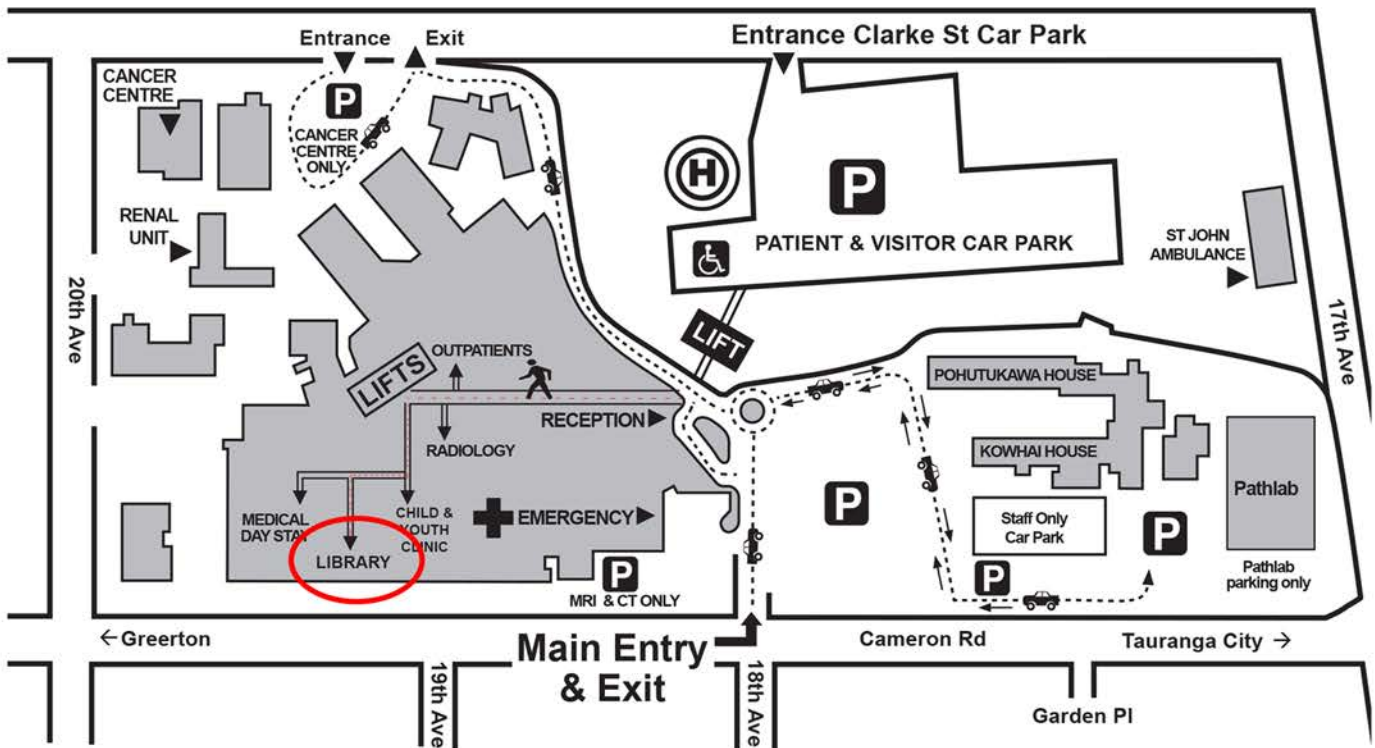 Entrance
Exit
Entrance Clarke St Car Park
CANCER
CENTRE
P
CANCER
CENTRE
ONLY
H
P
RENAL
UNIT
PATIENT & VISITOR CAR PARK
ST JOHN
AMBULANCE
20th Ave
17th Ave
LIFT
LIFTS
OUTPATIENTS
POHUTUKAWA HOUSE
RECEPTION
RADIOLOGY
KOWHAI HOUSE
Pathlab
P
MEDICAL
DAY STAY
CHILD &
YOUTH
CLINIC
EMERGENCY
Staff Only
Car Park
P
LIBRARY
P
P
Pathlab
parking only
MRI & CT ONLY
←Greerton
Main Entry
& Exit
Cameron Rd
Tauranga City →
19th Ave
18th Ave
Garden Pl